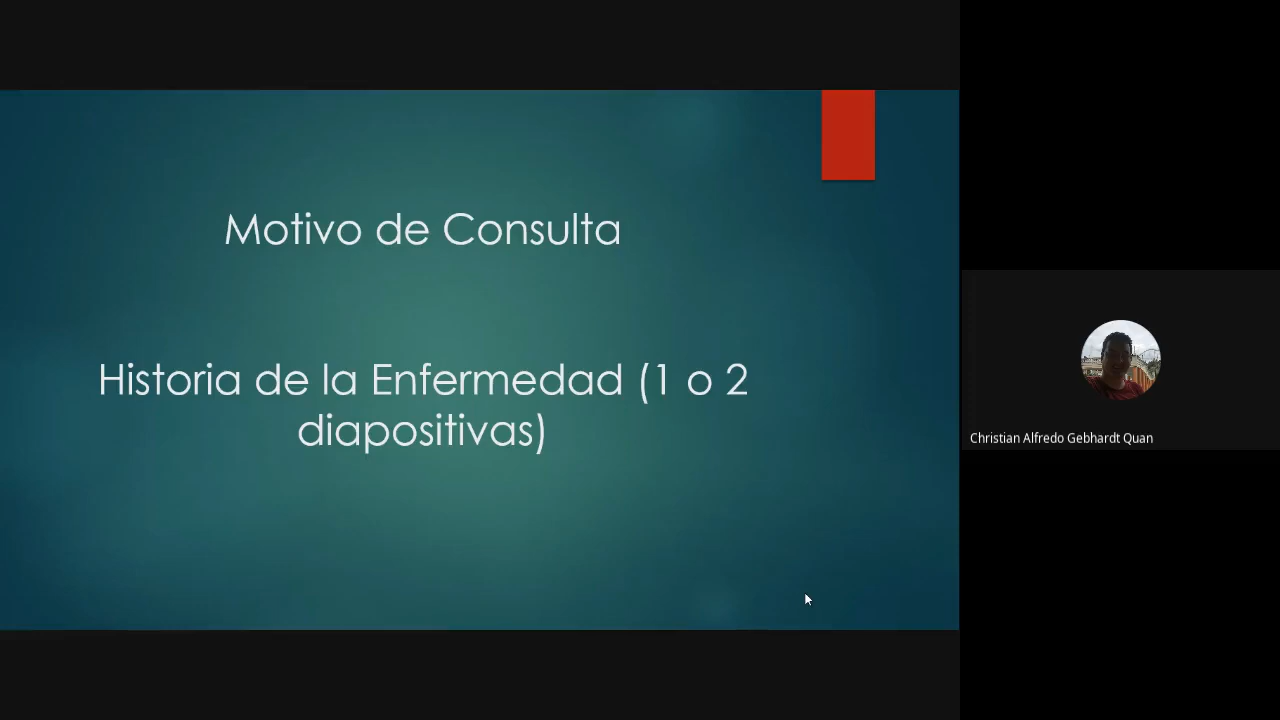 Motivo de Consulta
Historia de la Enfermedad (1 o 2
diapositivas)
Christian Alfredo Gebhardt Quan